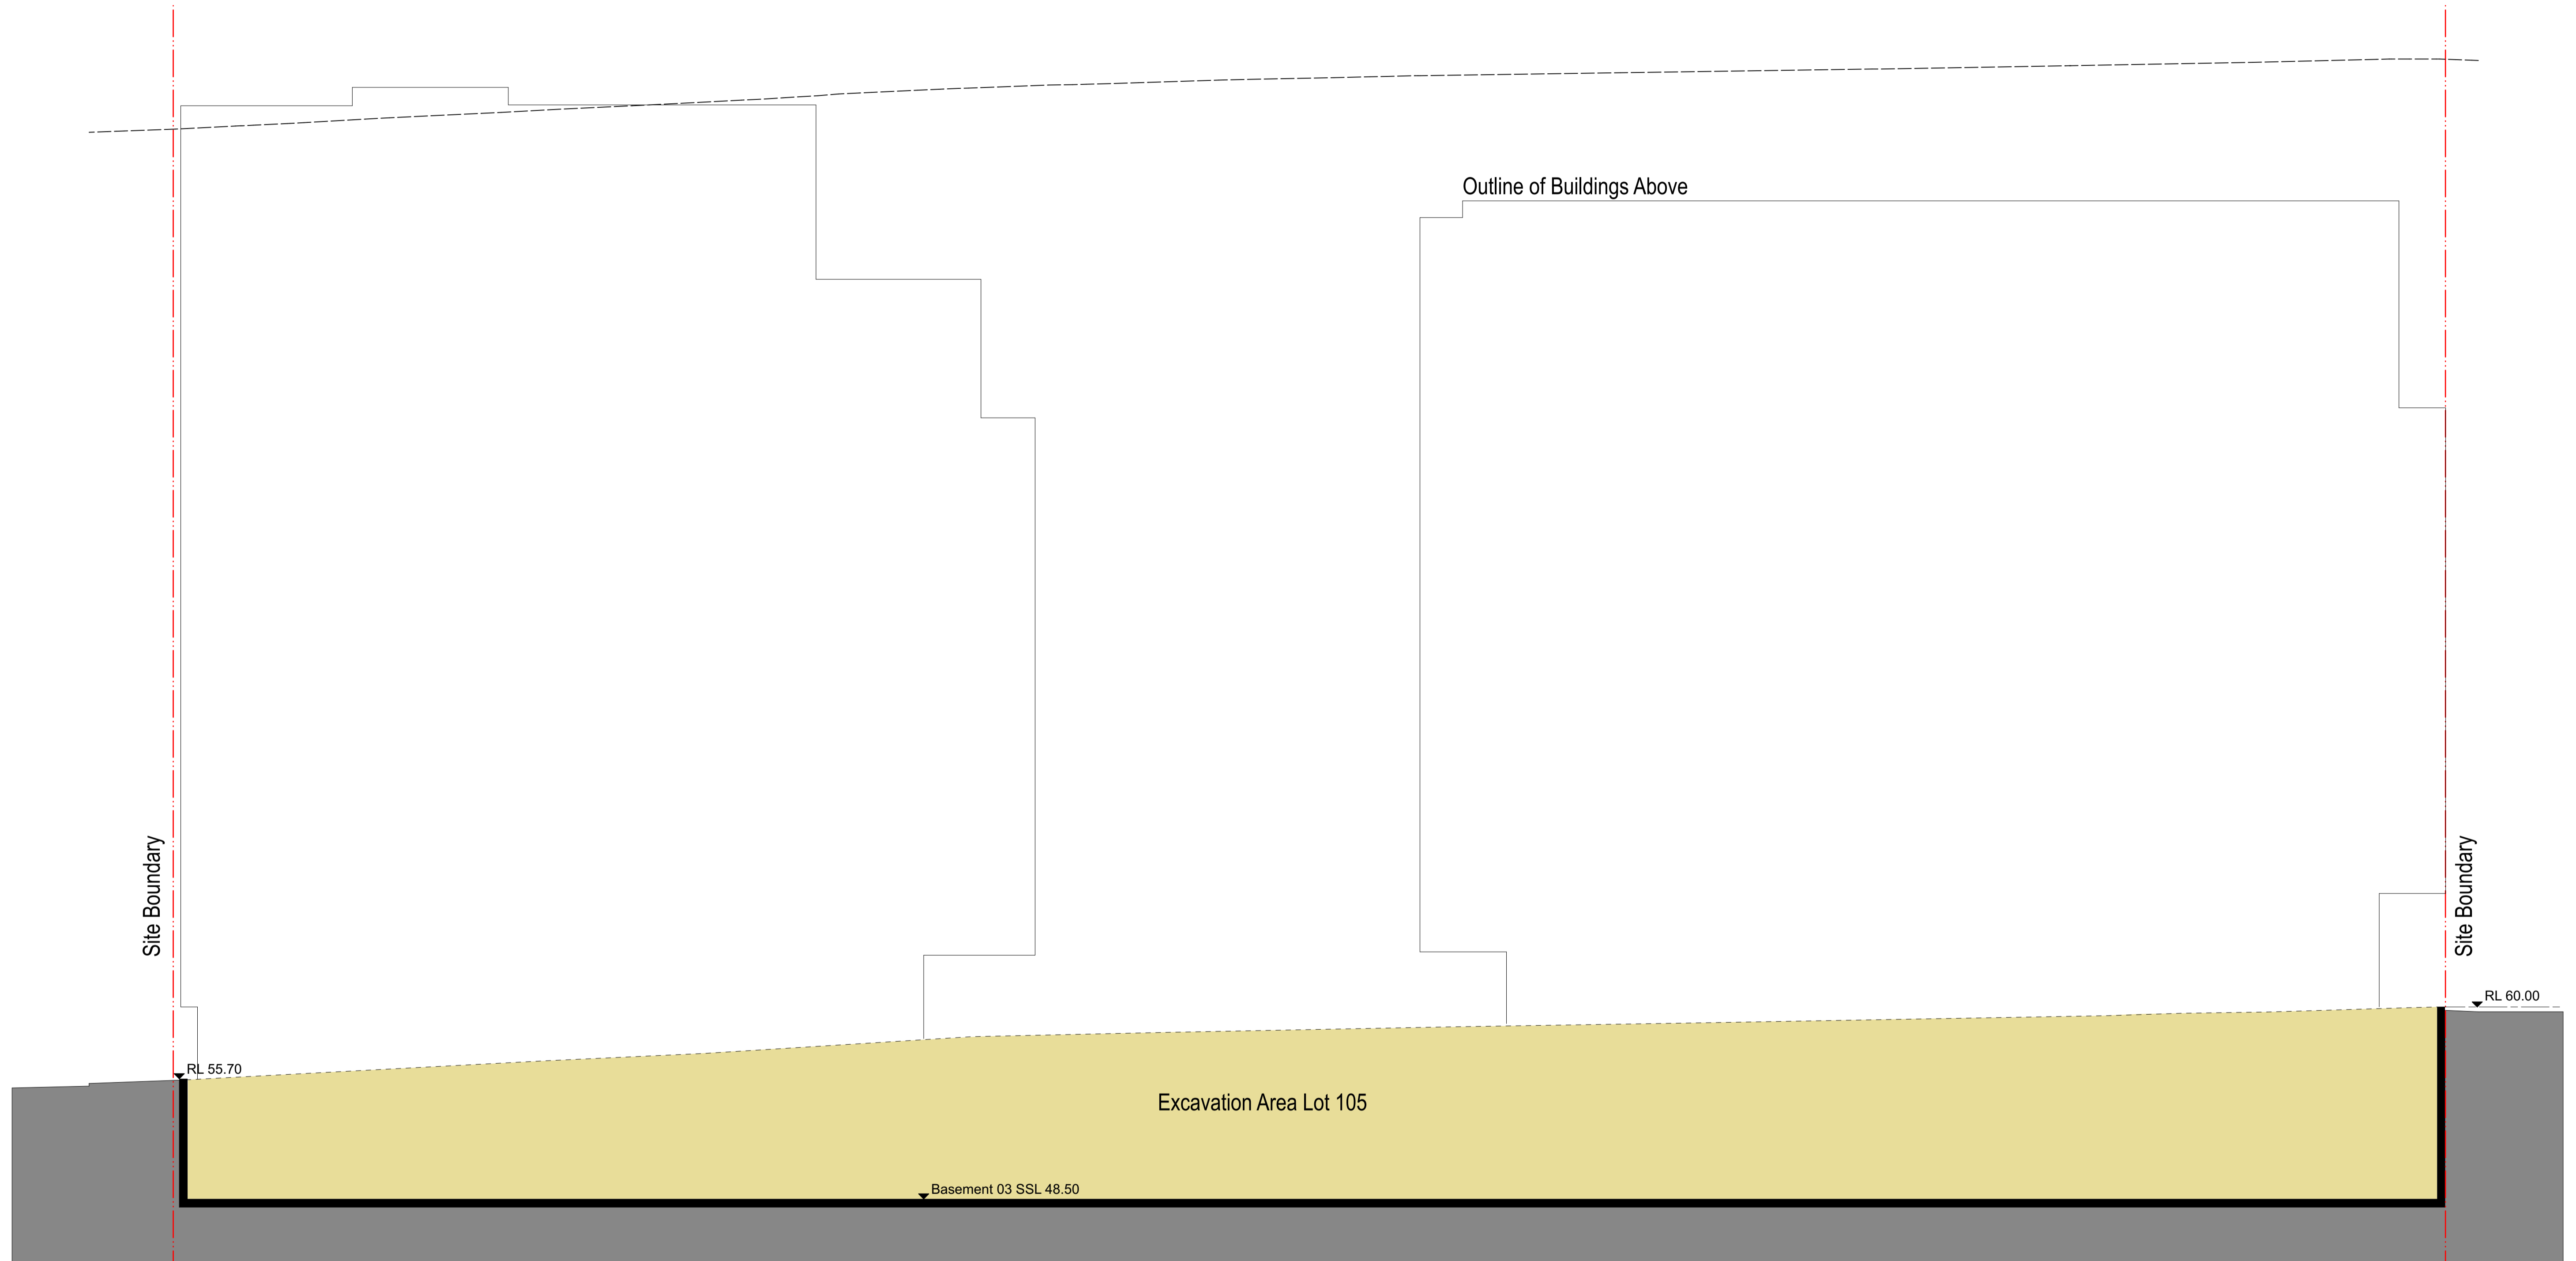 Outline of Buildings Above
Site Boundary
Site Boundary
RL 60.00
RL 55.70
Excavation Area Lot 105
Basement 03 SSL 48.50